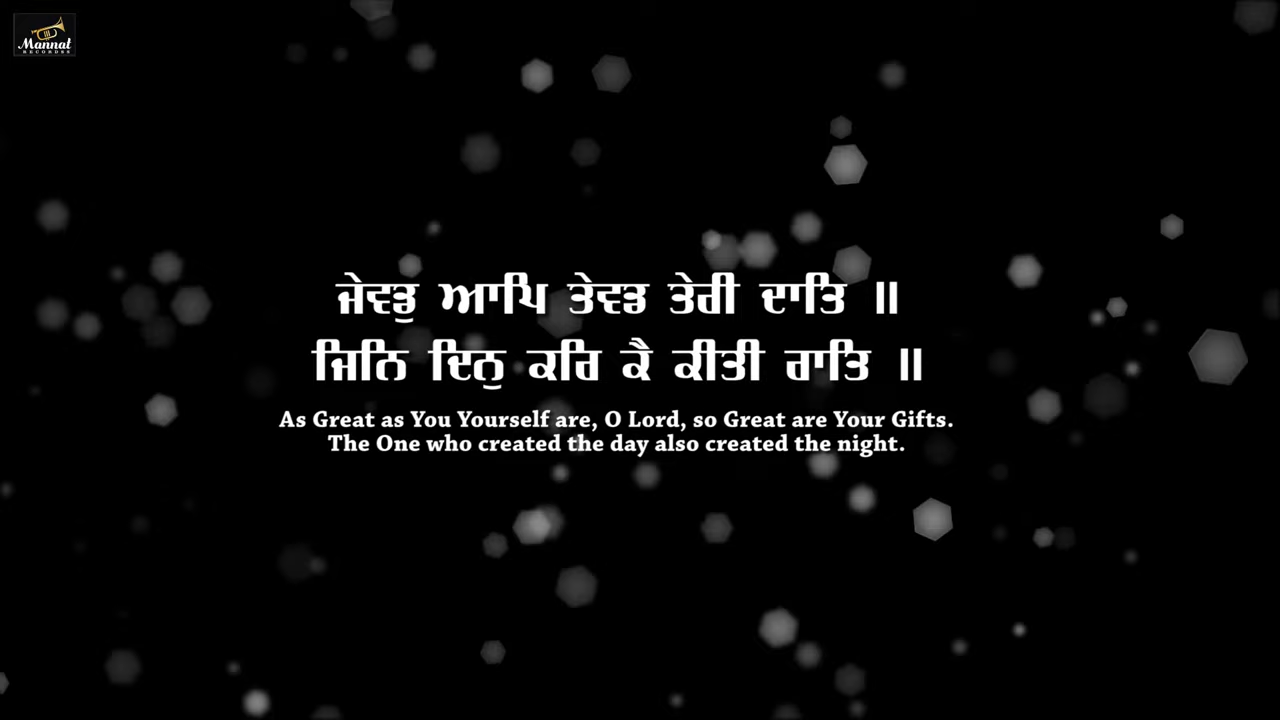 Mannat
RECORDSS
ਜੇਵਡੁ ਆਪਿ ਤੇਵਡ ਤੇਰੀ ਦਾਤਿ ॥
ਜਿਨਿ ਦਿਨੁ ਕਰਿ ਕੈ ਕੀਤੀ ਰਾਤਿ ॥
As Great as You Yourself are, O Lord, so Great are Your Gifts.
The One who created the day also created the night.